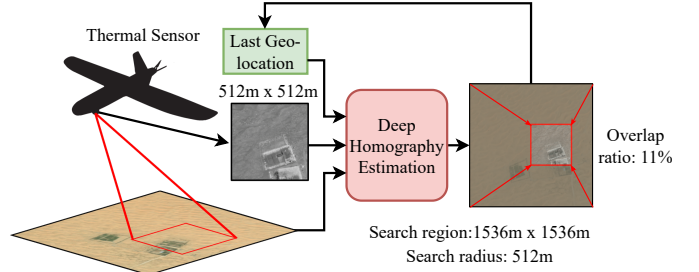 Thermal Sensor
Last Geo-
location
512m x 512m
Deep
Homography
Estimation
Overlap
ratio: 11%
Search region:1536m x 1536m
Search radius: 512m